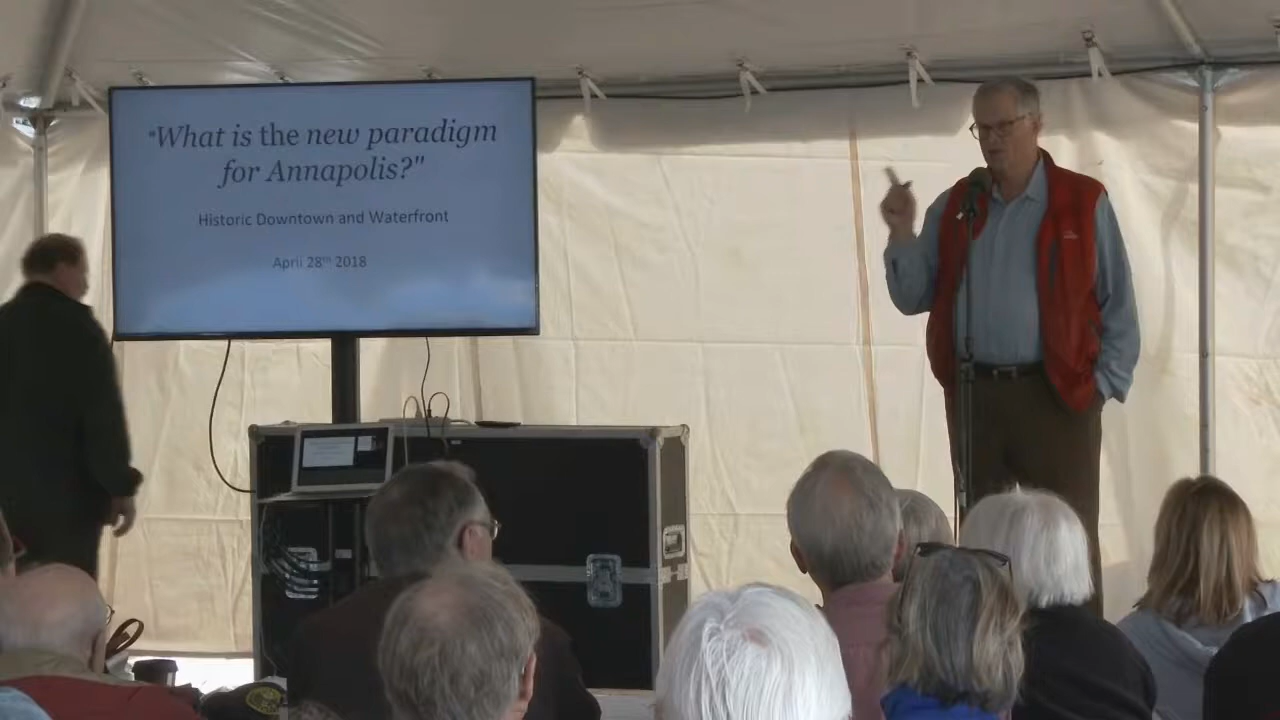 "What is the new paradigm
for Annapolis?"
Historic Downtown and Waterfront
April 28th 2018